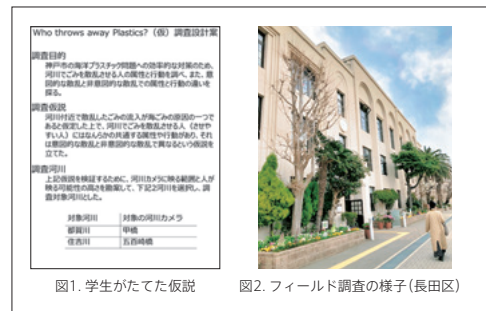 Who throws away Plastics?（仮）調査設計案
調査目的
神戸市の海洋プラスチック問題への効率的な対策のため、
河川でごみを散乱させる人の属性と行動を調べ、また、意
図的な散乱と非意図的な散乱での属性と行動の違いを
探る。
調査仮説
河川付近で散乱したごみの流入が海ごみの原因の一つで
あると仮定した上で、河川でごみを散乱させる人（させや
すい人）にはなんらかの共通する属性や行動があり、それ
は意図的な散乱と非意図的な散乱で異なるという仮説を
立てた。
調査河川
上記仮説を検証するために、河川カメラに映る範囲と人が
映る可能性の高さを勘案して、下記2河川を選択し、調
査対象河川とした。
対象河川 対象の河川カメラ
都賀川 甲橋
住吉川 五百崎橋
図1. 学生がたてた仮説
図2. フィールド調査の様子（長田区）